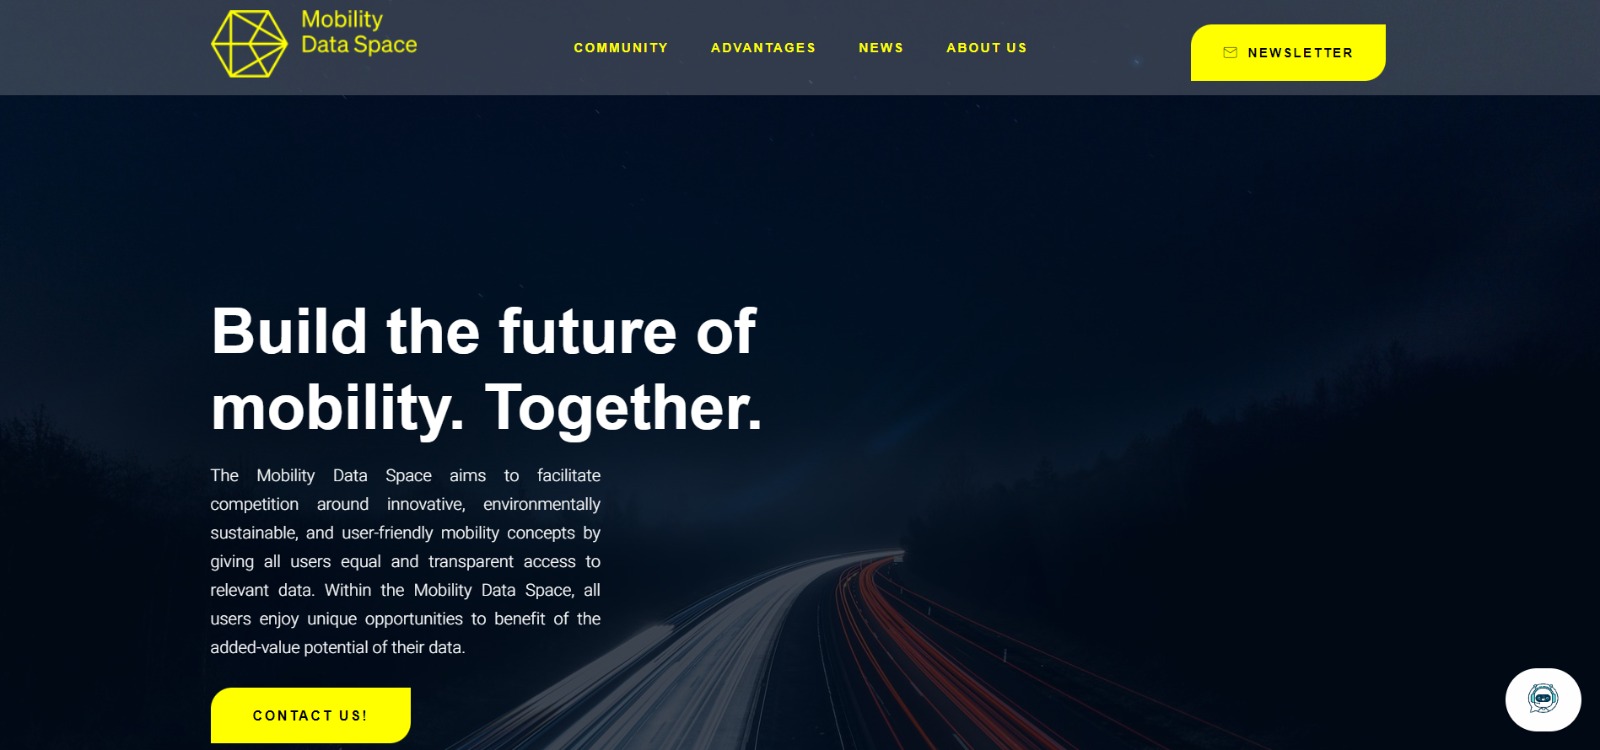 Mobility
Data Space
COMMUNITY
ADVANTAGES
NEWS
ABOUT US
NEWSLETTER
Build the future of
mobility. Together.
The Mobility Data Space aims to facilitate
competition around innovative, environmentally
sustainable, and user-friendly mobility concepts by
giving all users equal and transparent access to
relevant data. Within the Mobility Data Space, all
users enjoy unique opportunities to benefit of the
added-value potential of their data.
CONTACT US!